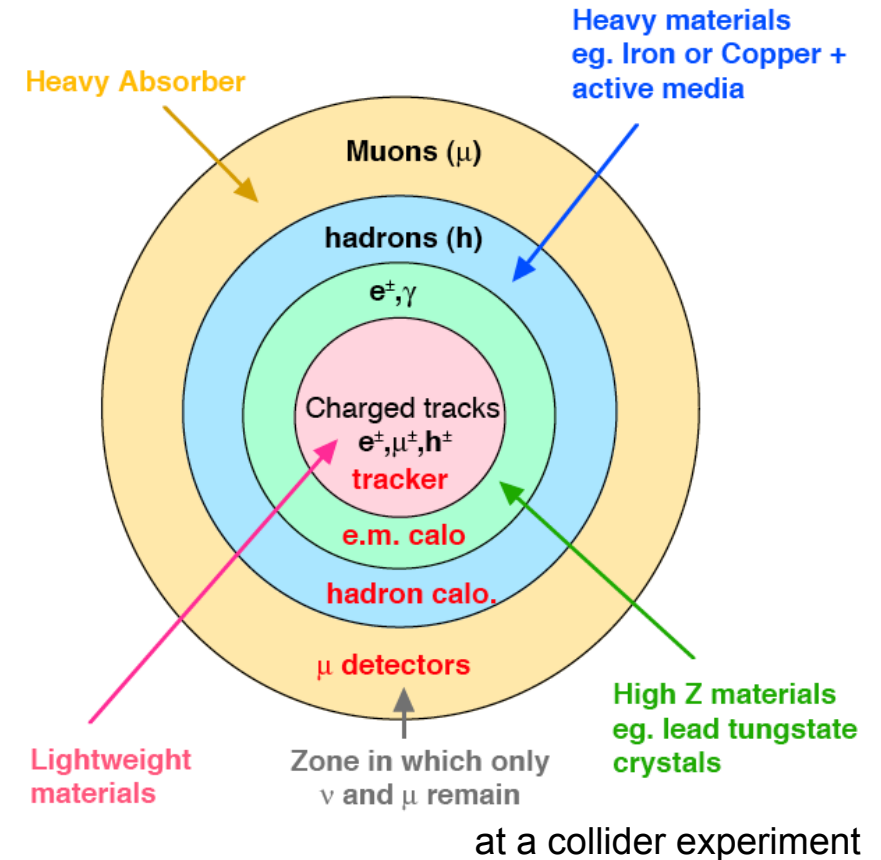 Heavy materials
eg. Iron or Copper +
active media
Heavy Absorber
Muons (μ)
hadrons (h)
e±,γ
Charged tracks
e±,μ±,h±
tracker
e.m. calo
hadron calo.
μ detectors
High Z materials
eg. lead tungstate
crystals
Lightweight
materials
Zone in which only
ν and μ remain
at a collider experiment